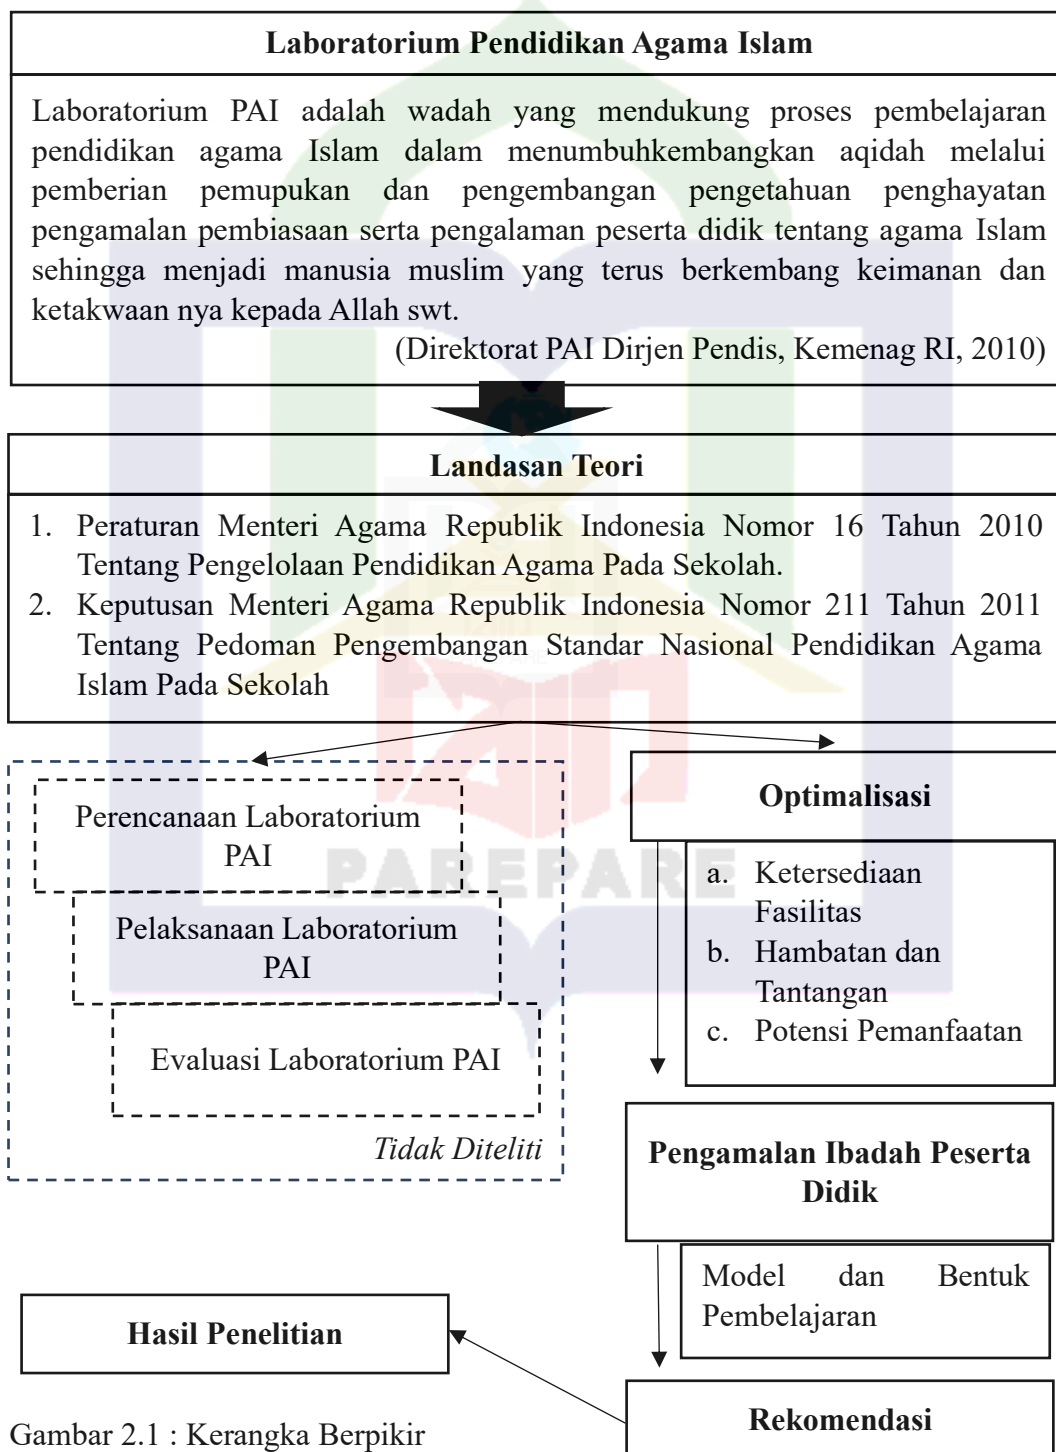 Laboratorium Pendidikan Agama Islam
Laboratorium PAI adalah wadah yang mendukung proses pembelajaran
pendidikan agama Islam dalam menumbuhkembangkan aqidah melalui
pemberian pemupukan dan pengembangan pengetahuan penghayatan
pengamalan pembiasaan serta pengalaman peserta didik tentang agama Islam
sehingga menjadi manusia muslim yang terus berkembang keimanan dan
ketakwaan nya kepada Allah swt.
(Direktorat PAI Dirjen Pendis, Kemenag RI, 2010)
Landasan Teori
1. Peraturan Menteri Agama Republik Indonesia Nomor 16 Tahun 2010
Tentang Pengelolaan Pendidikan Agama Pada Sekolah.
2. Keputusan Menteri Agama Republik Indonesia Nomor 211 Tahun 2011
Tentang Pedoman Pengembangan Standar Nasional Pendidikan Agama
Islam Pada Sekolah
Perencanaan Laboratorium
PAI
Pelaksanaan Laboratorium
PAI
Evaluasi Laboratorium PAI
Tidak Diteliti
Optimalisasi
a. Ketersediaan
Fasilitas
b. Hambatan dan
Tantangan
c. Potensi Pemanfaatan
PAREPARE
Pengamalan Ibadah Peserta
Didik
Model dan Bentuk
Pembelajaran
Hasil Penelitian
Rekomendasi
Gambar 2.1 : Kerangka Berpikir